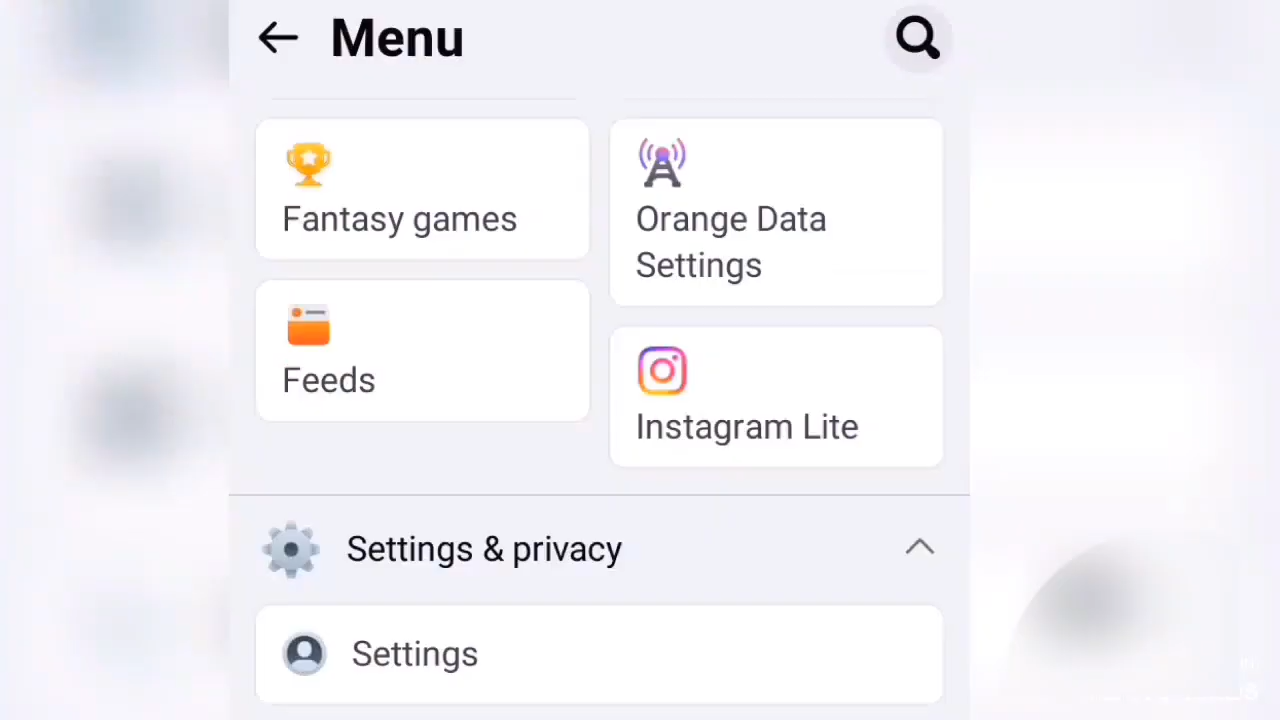 Menu
Fantasy games
Orange Data
Settings
Feeds
Instagram Lite
Settings & privacy
Settings